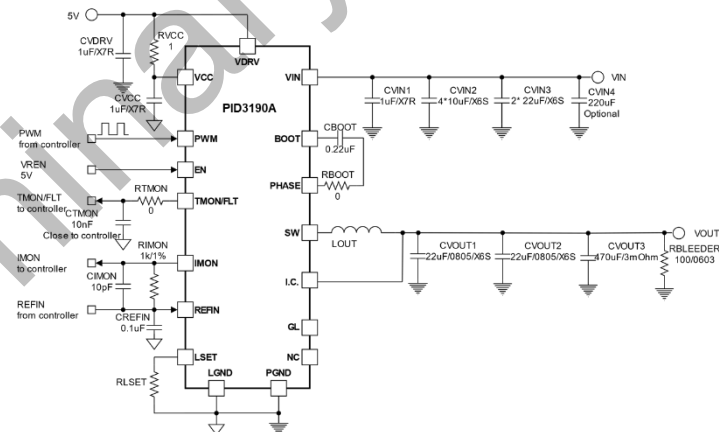 5V
CVDRV
1uF/X7R
RVCC
1
VDRV
VCC
CVCC
1uF/X7R
PID3190A
PWM
from controller
PWM
VREN
5V
EN
TMON/FLT
to controller
RTMON
0
TMON/FLT
CTMON
10nF
Close to controller
RIMON
1k/1%
IMON
to controller
IMON
CIMON
10pF
REFIN
from controller
REFIN
CREFIN
0.1uF
LSET
RLSET
LGND
PGND
VIN
CVIN1
1uF/X7R
CVIN2
4*10uF/X6S
CVIN3
2* 22uF/X6S
VIN
CVIN4
220uF
Optional
BOOT
CBOOT
0.22uF
PHASE
RBOOT
0
SW
LOUT
I.C.
GL
NC
CVOUT1
22uF/0805/X6S
CVOUT2
22uF/0805/X6S
CVOUT3
470uF/3mOhm
VOUT
RBLEEDER
100/0603